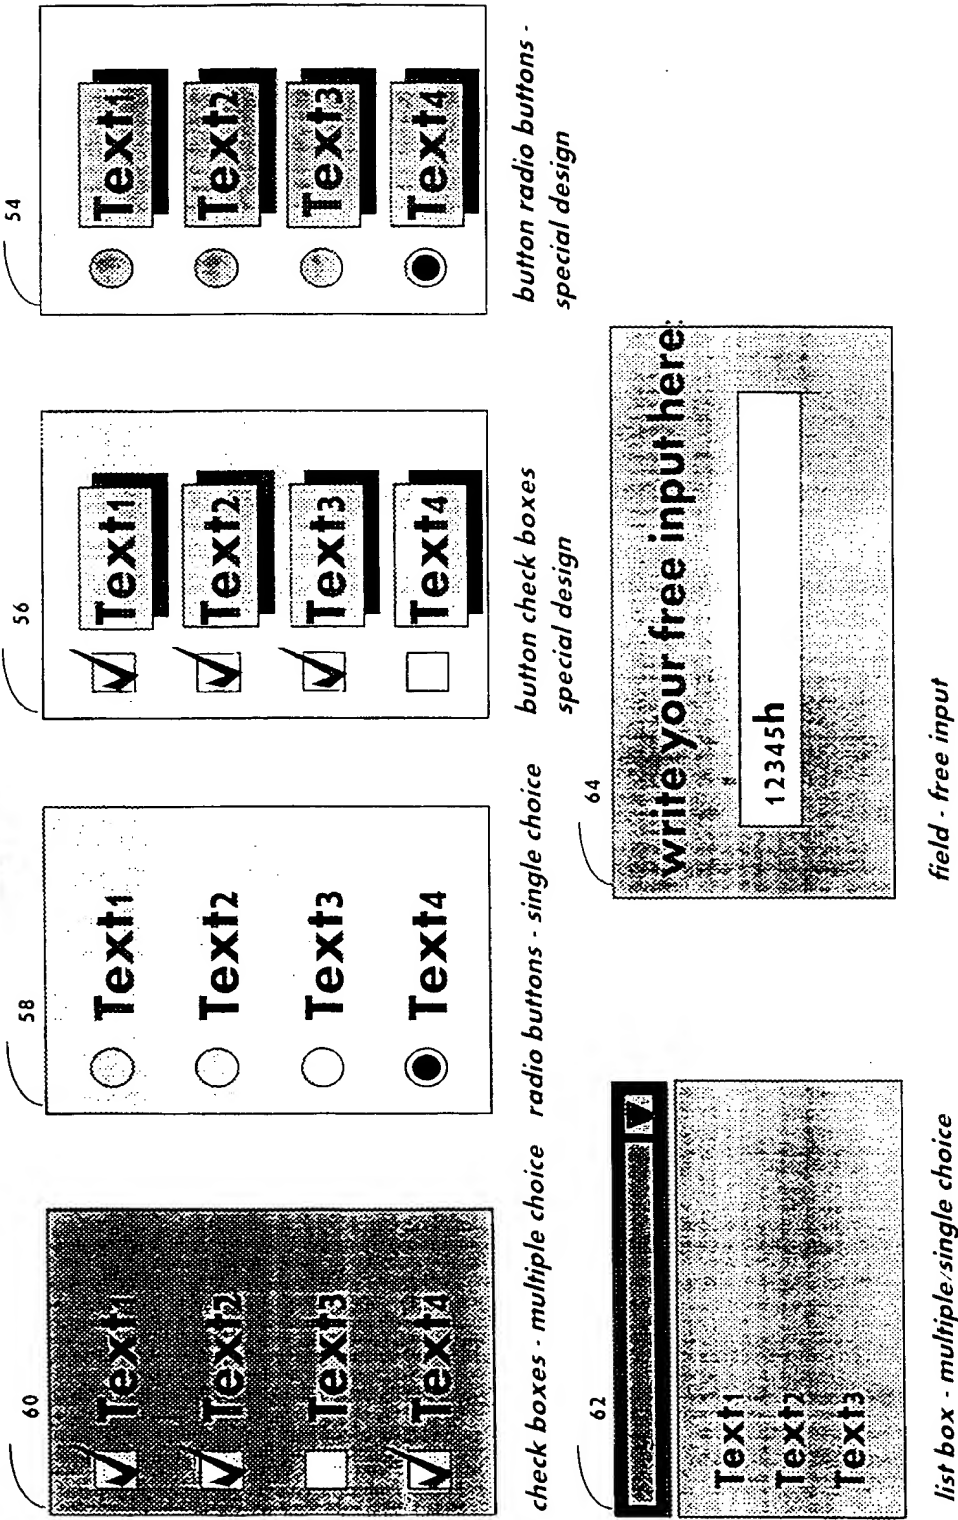 60
Text1
Text2
Text3
Text4
check boxes - multiple choice
58
Text1
Text2
Text3
Text4
radio buttons - single choice
56
Text1
Text2
Text3
Text4
button check boxes
special design
54
Text1
Text2
Text3
Text4
button radio buttons -
special design
62
Text1
Text2
Text3
list box - multiple/single choice
64
write your free input here:
12345h
field - free input